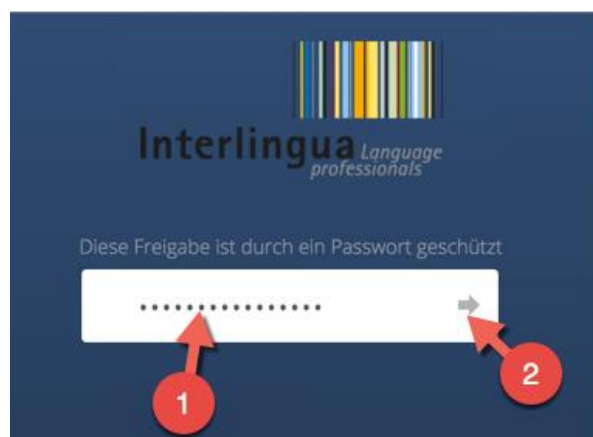 Interlingua Language
professionals
Diese Freigabe ist durch ein Passwort geschützt
1
2